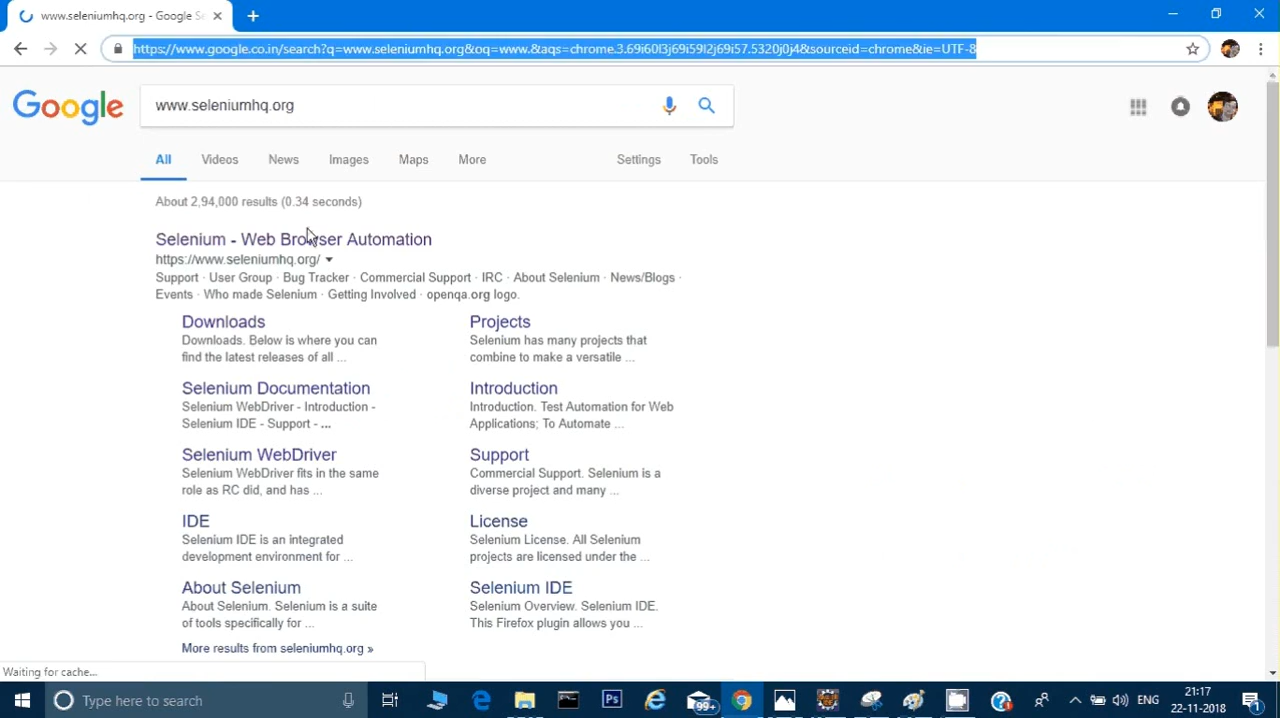 www.seleniumhq.org - Google Se
https://www.google.co.in/search?q=www.seleniumhq.org&oq=www.&aqs=chrome.3.69i60l3j69i59l2j69i57.5320j0j4&sourceid=chrome&ie=UTF-8
Google
www.seleniumhq.org
All Videos News Images Maps More Settings Tools
About 2,94,000 results (0.34 seconds)
Selenium - Web Browser Automation
https://www.seleniumhq.org/
Support · User Group · Bug Tracker · Commercial Support · IRC · About Selenium · News/Blogs ·
Events · Who made Selenium · Getting Involved · openqa.org logo.
Downloads
Downloads. Below is where you can
find the latest releases of all ...
Projects
Selenium has many projects that
combine to make a versatile ...
Selenium Documentation
Selenium WebDriver - Introduction -
Selenium IDE - Support - ...
Introduction
Introduction. Test Automation for Web
Applications; To Automate ...
Selenium WebDriver
Selenium WebDriver fits in the same
role as RC did, and has ...
Support
Commercial Support. Selenium is a
diverse project and many ...
IDE
Selenium IDE is an integrated
development environment for ...
License
Selenium License. All Selenium
projects are licensed under the ...
About Selenium
About Selenium. Selenium is a suite
of tools specifically for ...
Selenium IDE
Selenium Overview. Selenium IDE.
This Firefox plugin allows you ...
More results from seleniumhq.org »
Waiting for cache...
Type here to search
Ps
99+
ENG
21:17
22-11-2018
1